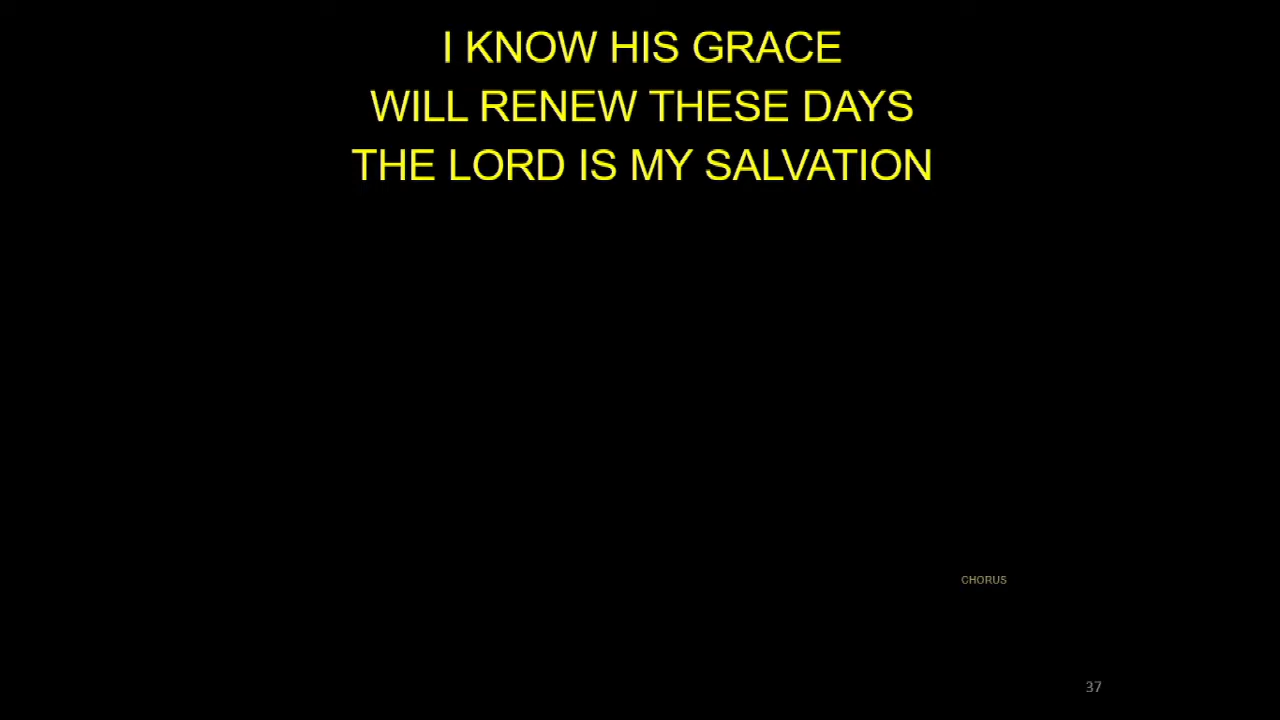 I KNOW HIS GRACE
WILL RENEW THESE DAYS
THE LORD IS MY SALVATION
CHORUS
37